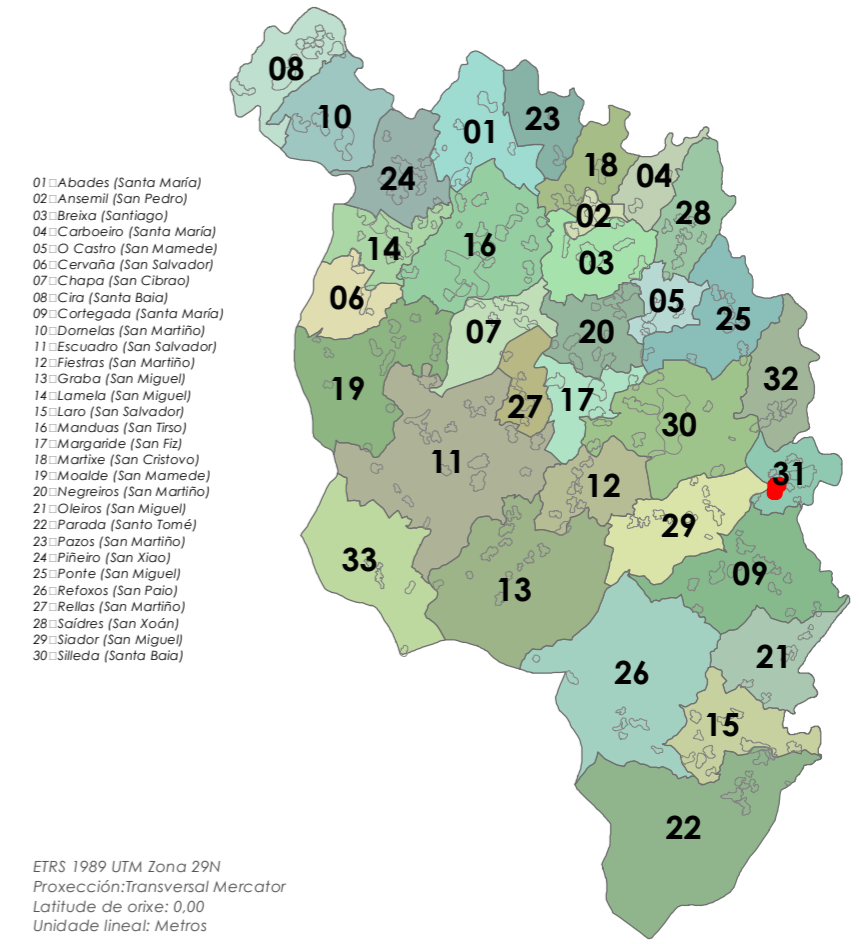 08
10
23
01
18
04
24
02
28
14
16
03
06
05
07
20
25
19
32
27
17
30
11
31
12
29
33
13
09
26
21
15
22
01□Abades (Santa María)
02□Ansemil (San Pedro)
03□Breixa (Santiago)
04□Carboeiro (Santa María)
05□O Castro (San Mamede)
06□Cervaña (San Salvador)
07□Chapa (San Cibrao)
08□Cira (Santa Baia)
09□Cortegada (Santa María)
10□Dornelas (San Martiño)
11□Escuadro (San Salvador)
12□Fiestras (San Martiño)
13□Graba (San Miguel)
14□Lamela (San Miguel)
15□Laro (San Salvador)
16□Manduas (San Tirso)
17□Margaride (San Fiz)
18□Martixe (San Cristovo)
19□Moalde (San Mamede)
20□Negreiros (San Martiño)
21□Oleiros (San Miguel)
22□Parada (Santo Tomé)
23□Pazos (San Martiño)
24□Piñeiro (San Xiao)
25□Ponte (San Miguel)
26□Refoxos (San Paio)
27□Rellas (San Martiño)
28□Saídres (San Xoán)
29□Siador (San Miguel)
30□Silleda (Santa Baia)
ETRS 1989 UTM Zona 29N
Proxección:Transversal Mercator
Latitude de orixe: 0,00
Unidade lineal: Metros